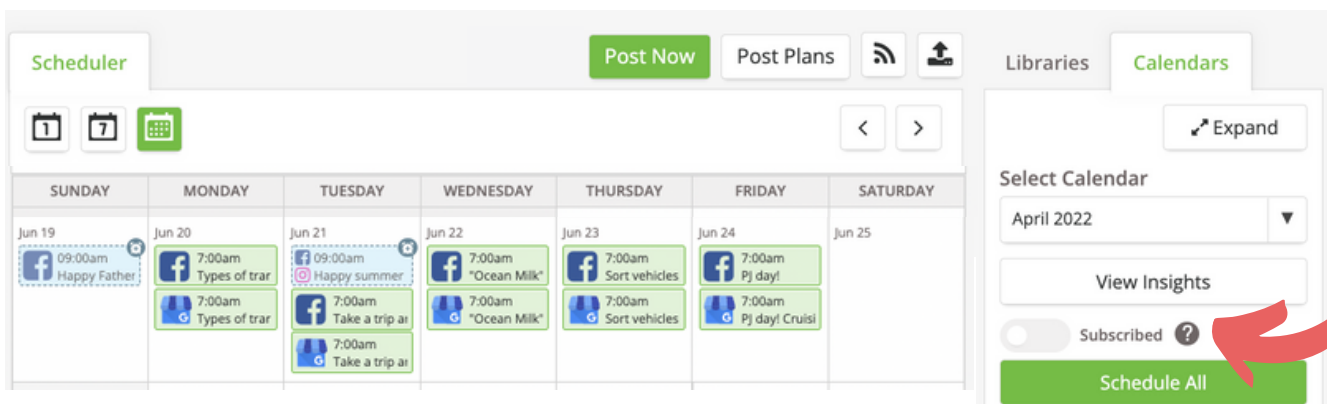 Scheduler
Post Now
Post Plans
Libraries
Calendars
1
7
Expand
SUNDAY MONDAY TUESDAY WEDNESDAY THURSDAY FRIDAY SATURDAY
Select Calendar
April 2022
Jun 19
09:00am
Happy Father
Jun 20
7:00am
Types of trar
7:00am
Types of trar
Jun 21
09:00am
Happy summer
7:00am
Take a trip ar
7:00am
Take a trip ar
Jun 22
7:00am
"Ocean Milk"
7:00am
"Ocean Milk"
Jun 23
7:00am
Sort vehicles
7:00am
Sort vehicles
Jun 24
7:00am
PJ day!
7:00am
PJ day! Cruisi
Jun 25
View Insights
Subscribed ?
Schedule All